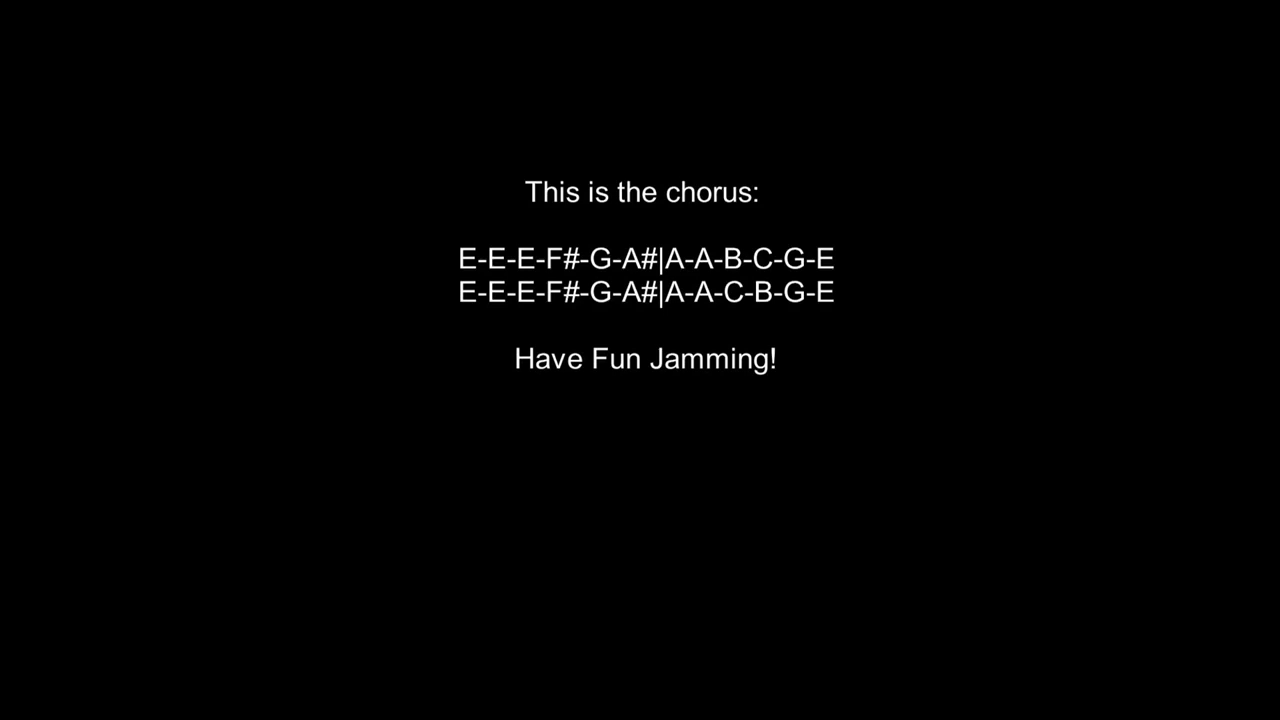 This is the chorus:
E-E-E-F#-G-A#|A-A-B-C-G-E
E-E-E-F#-G-A#|A-A-C-B-G-E
Have Fun Jamming!